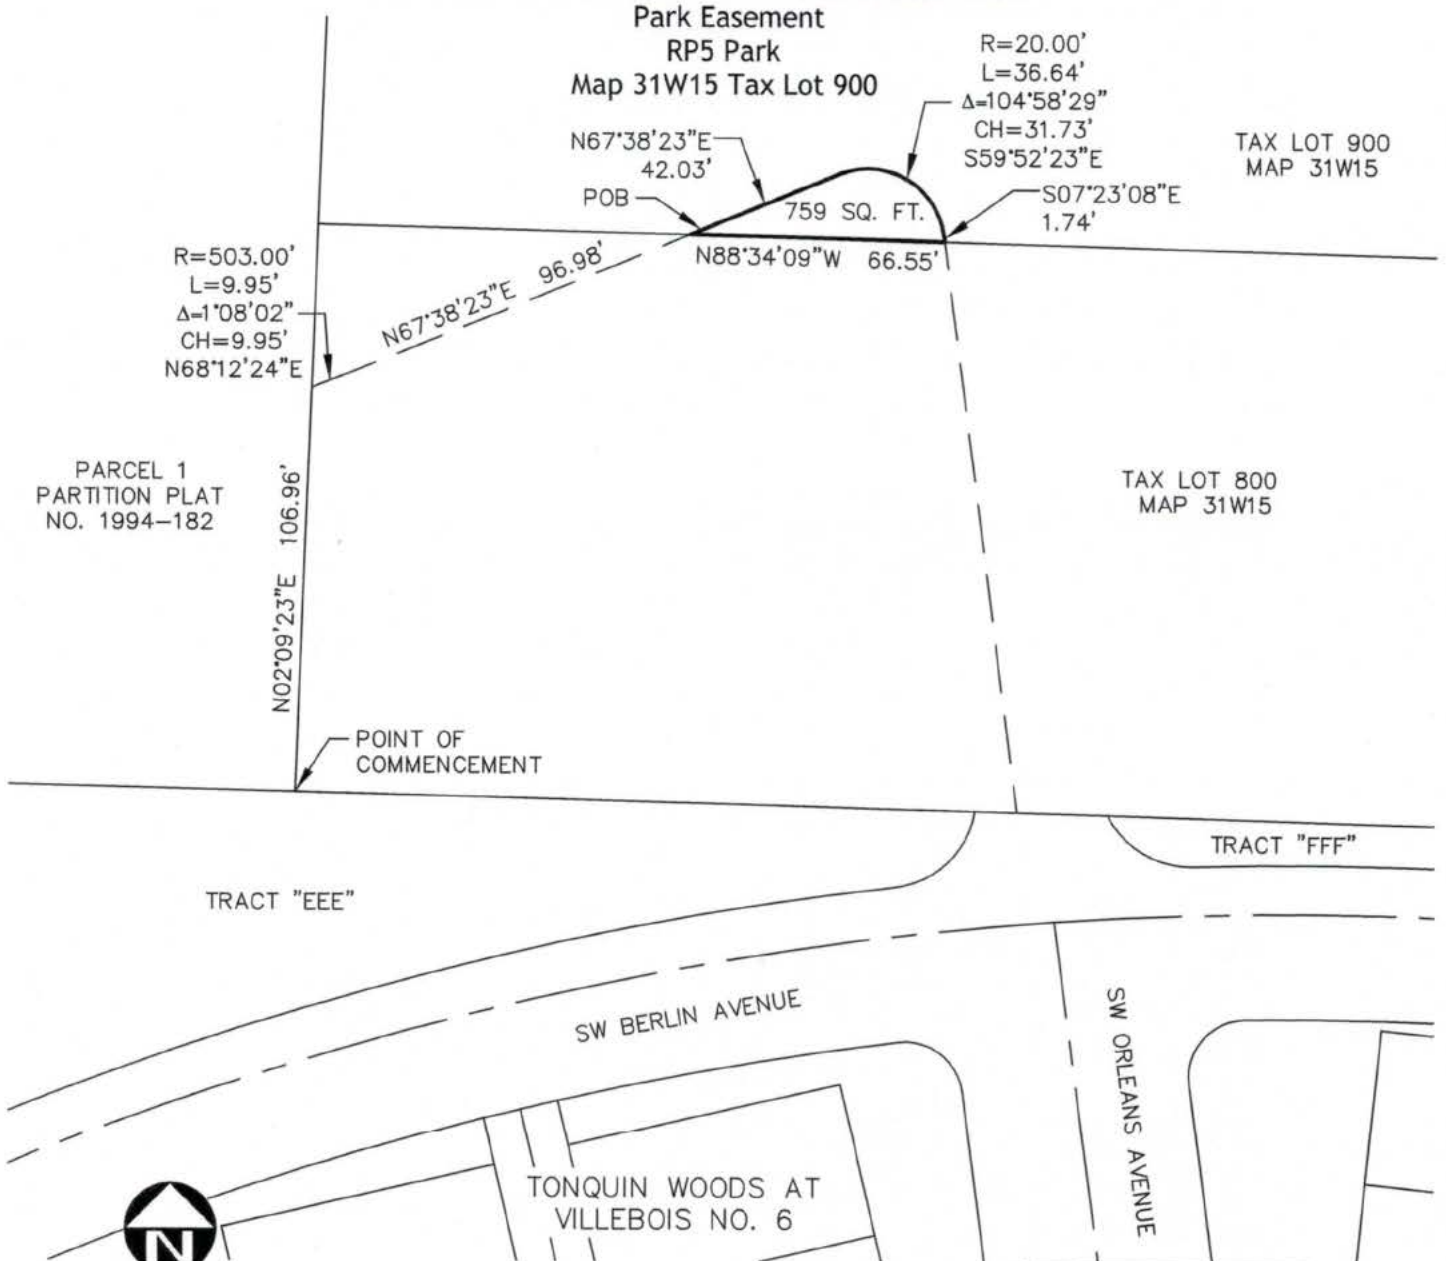 Park Easement
RP5 Park
Map 31W15 Tax Lot 900
R=20.00'
L=36.64'
Δ=104°58'29"
CH=31.73'
S59°52'23"E
N67°38'23"E
42.03'
POB
759 SQ. FT.
S07°23'08"E
1.74'
TAX LOT 900
MAP 31W15
N88°34'09"W 66.55'
R=503.00'
L=9.95'
Δ=1°08'02"
CH=9.95'
N68°12'24"E
N67°38'23"E 96.98'
PARCEL 1
PARTITION PLAT
NO. 1994-182
N02°09'23"E 106.96'
TAX LOT 800
MAP 31W15
POINT OF
COMMENCEMENT
TRACT "EEE"
TRACT "FFF"
SW BERLIN AVENUE
SW ORLEANS AVENUE
TONQUIN WOODS AT
VILLEBOIS NO. 6
N